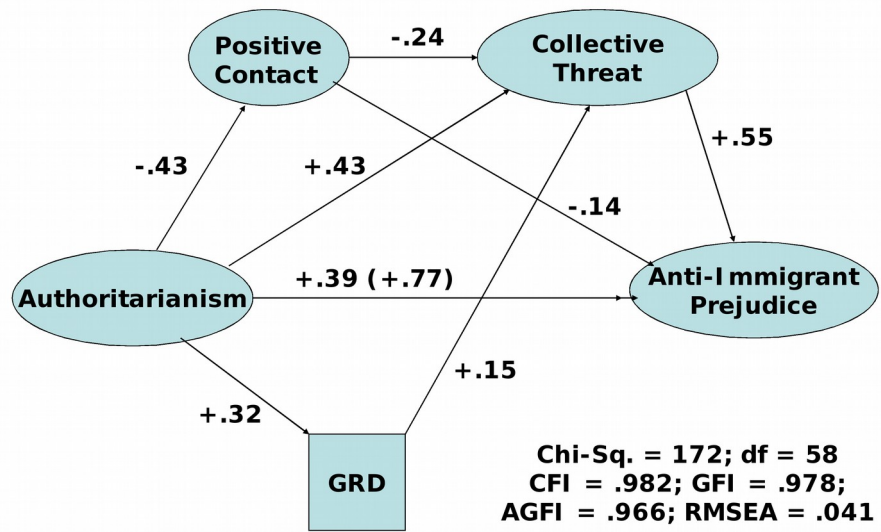 Positive
Contact
-.24
Collective
Threat
-.43
+.43
+.55
-.14
Authoritarianism
+.39 (+.77)
Anti-Immigrant
Prejudice
+.32
+.15
GRD
Chi-Sq. = 172; df = 58
CFI = .982; GFI = .978;
AGFI = .966; RMSEA = .041